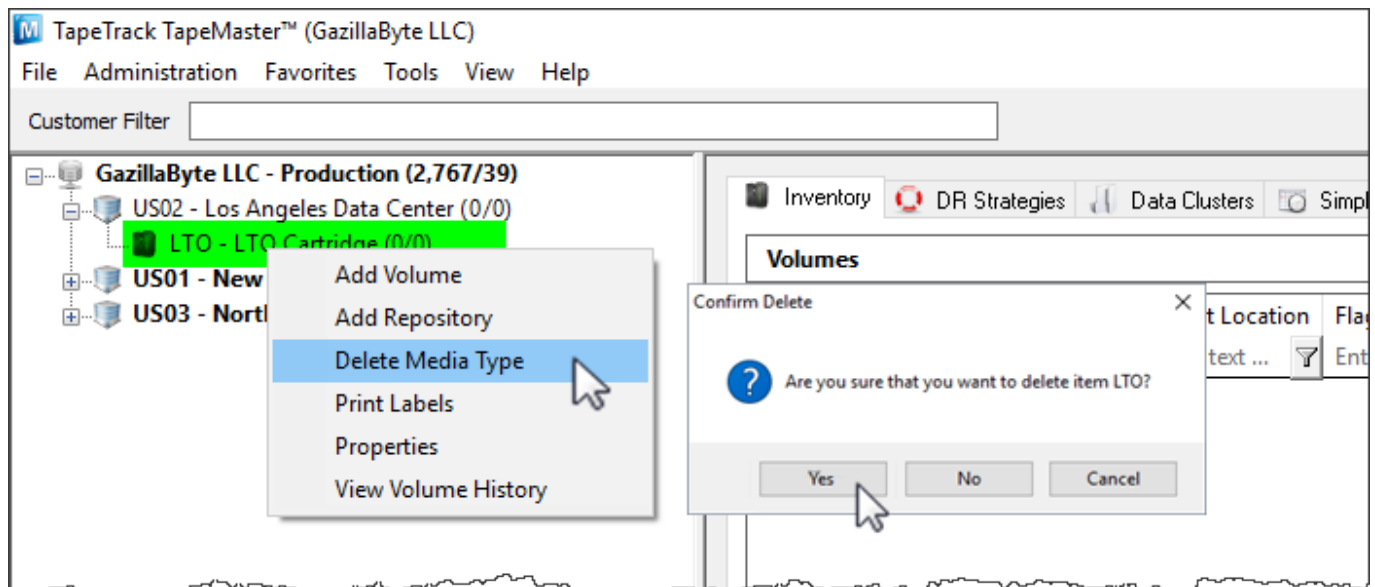 TapeTrack TapeMaster™ (GazillaByte LLC)
File Administration Favorites Tools View Help
Customer Filter
GazillaByte LLC - Production (2,767/39)
US02 - Los Angeles Data Center (0/0)
LTO - LTO Cartridge (0/0)
US01 - New
US03 - North
Add Volume
Add Repository
Delete Media Type
Print Labels
Properties
View Volume History
Inventory DR Strategies Data Clusters Simpl
Volumes
t Location Flag
text ... Ent
Confirm Delete
Are you sure that you want to delete item LTO?
Yes No Cancel